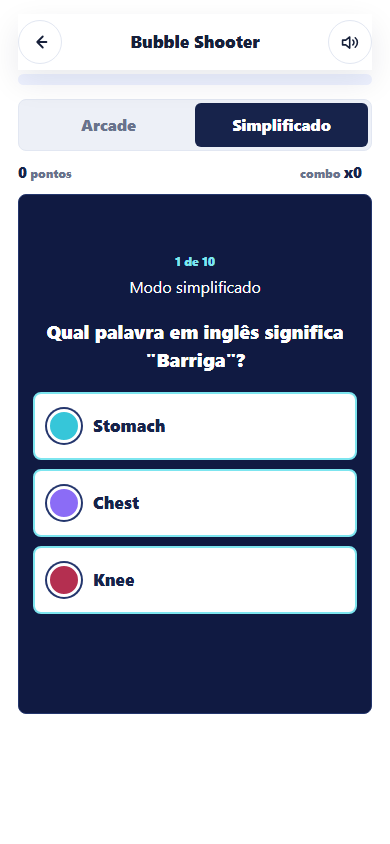 Bubble Shooter
Arcade
Simplificado
0 pontos
combo x0
1 de 10
Modo simplificado
Qual palavra em inglês significa
"Barriga"?
Stomach
Chest
Knee